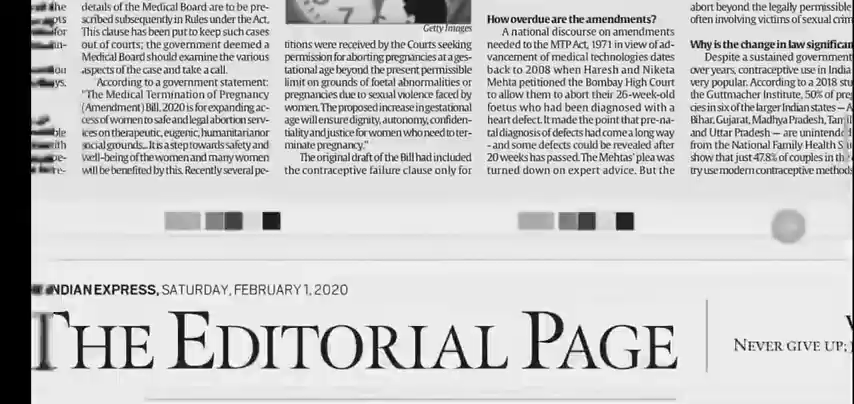 details of the Medical Board are to be pre-
scribed subsequently in Rules under the Act.
This clause has been put to keep such cases
out of courts; the government deemed a
Medical Board should examine the various
aspects of the case and take a call.
According to a government statement:
"The Medical Termination of Pregnancy
(Amendment) Bill, 2020 is for expanding ac-
cess of women to safe and legal abortion serv-
ices on therapeutic, eugenic, humanitarian or
social grounds... It is a step towards safety and
well-being of the women and many women
will be benefited by this. Recently several pe-
Getty Images
titions were received by the Courts seeking
permission for aborting pregnancies at a ges-
tational age beyond the present permissible
limit on grounds of foetal abnormalities or
pregnancies due to sexual violence faced by
women. The proposed increase in gestational
age will ensure dignity, autonomy, confiden-
tiality and justice for women who need to ter-
minate pregnancy."
The original draft of the Bill had included
the contraceptive failure clause only for
How overdue are the amendments?
A national discourse on amendments
needed to the MTP Act, 1971 in view of ad-
vancement of medical technologies dates
back to 2008 when Haresh and Niketa
Mehta petitioned the Bombay High Court
to allow them to abort their 26-week-old
foetus who had been diagnosed with a
heart defect. It made the point that pre-na-
tal diagnosis of defects had come a long way
- and some defects could be revealed after
20 weeks has passed. The Mehtas' plea was
turned down on expert advice. But the
abort beyond the legally permissible
often involving victims of sexual crim
Why is the change in law significan
Despite a sustained government
over years, contraceptive use in India
very popular. According to a 2018 stu
the Guttmacher Institute, 50% of preg
cies in six of the larger Indian states — A
Bihar, Gujarat, Madhya Pradesh, Tamil
and Uttar Pradesh — are unintended
from the National Family Health S
show that just 47.8% of couples in the
try use modern contraceptive methods
INDIAN EXPRESS, SATURDAY, FEBRUARY 1, 2020
THE EDITORIAL PAGE
NEVER GIVE UP;